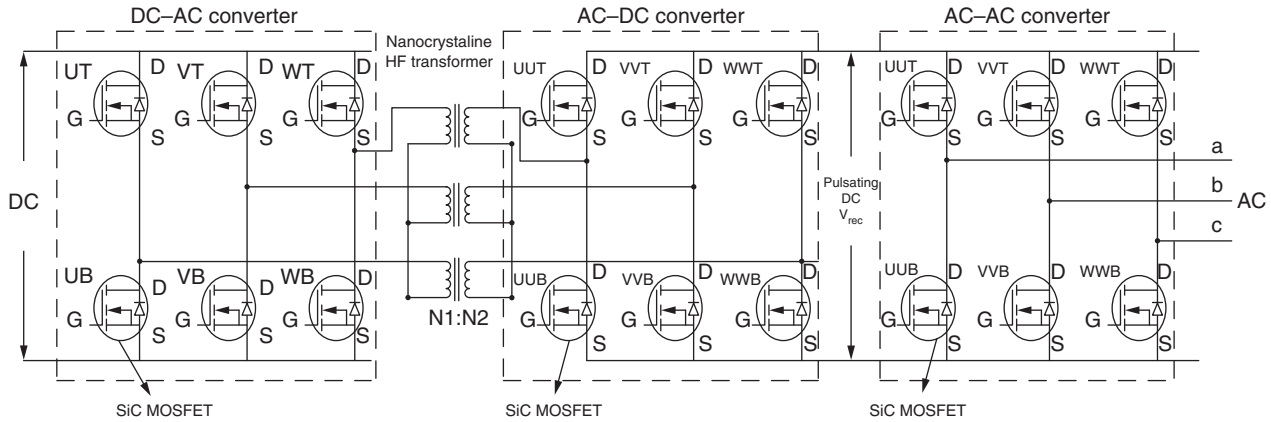 DC–AC converter
AC–DC converter
AC–AC converter
Nanocrystaline
HF transformer
UT
D
VT
D
WT
D
UUT
D
VVT
D
WWT
D
UUT
D
VVT
D
WWT
D
G
S
G
S
G
S
G
S
G
S
G
S
G
S
G
S
G
S
a
b
c
DC
Pulsating
DC
Vrec
AC
UB
D
VB
D
WB
D
UUB
D
VVB
D
WWB
D
UUB
D
VVB
D
WWB
D
G
S
G
S
G
S
N1:N2
G
S
G
S
G
S
G
S
G
S
G
S
SiC MOSFET
SiC MOSFET
SiC MOSFET